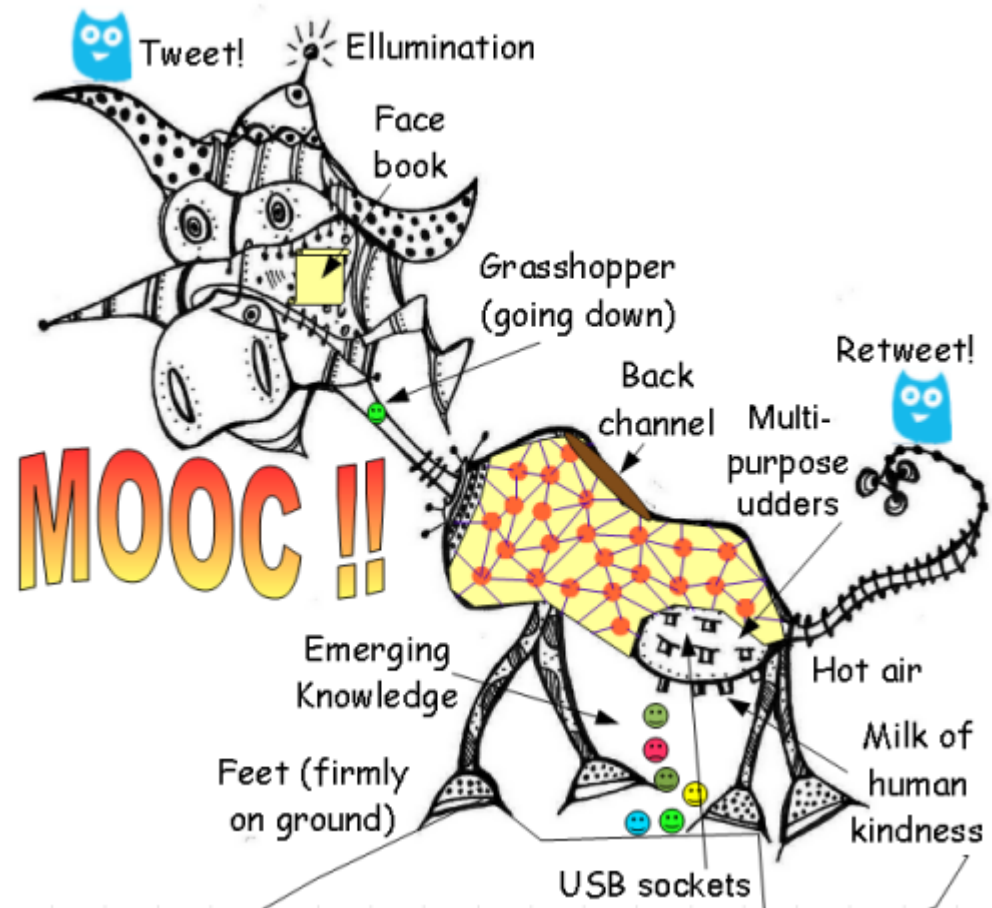 Tweet!
Ellumination
Face
book
Grasshopper
(going down)
Retweet!
Back
channel
Multi-
purpose
udders
MOOC !!
Emerging
Knowledge
Hot air
Feet (firmly
on ground)
Milk of
human
kindness
USB sockets